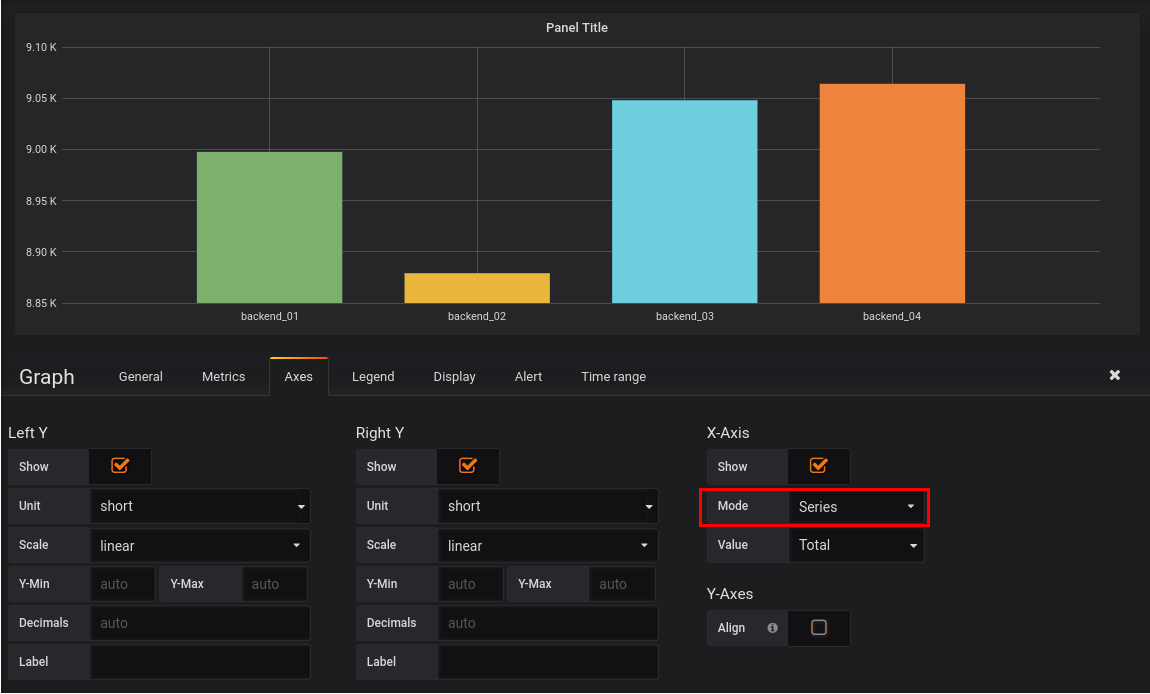 Panel Title
9.10 K
9.05 K
9.00 K
8.95 K
8.90 K
8.85 K
backend_01 backend_02 backend_03 backend_04
Graph General Metrics Axes Legend Display Alert Time range
Left Y Right Y X-Axis
Show Show Show
Unit short Unit short Mode Series
Scale linear Scale linear Value Total
Y-Min auto Y-Max auto Y-Min auto Y-Max auto
Y-Axes
Decimals auto Decimals auto Align
Label Label